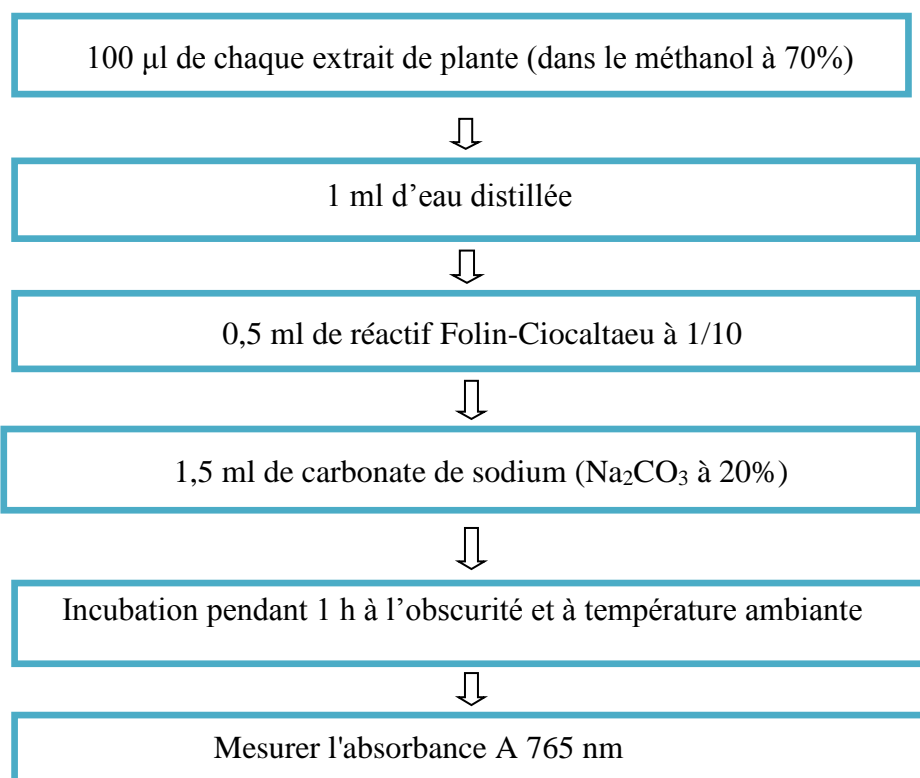 100 µl de chaque extrait de plante (dans le méthanol à 70%)
1 ml d’eau distillée
0,5 ml de réactif Folin-Ciocaltaeu à 1/10
1,5 ml de carbonate de sodium (Na₂CO₃ à 20%)
Incubation pendant 1 h à l’obscurité et à température ambiante
Mesurer l'absorbance A 765 nm